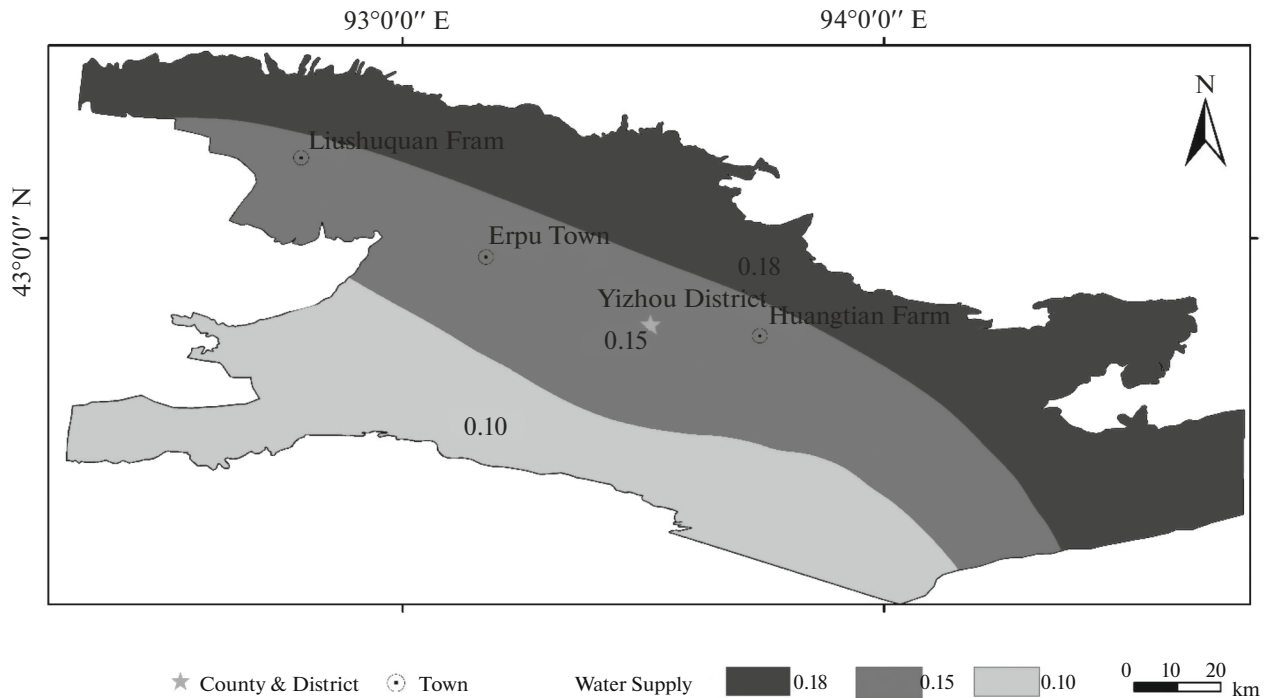 93°0′0″ E
94°0′0″ E
N
Liushuquan Fram
43°0′0″ N
Erpu Town
0.18
Yizhou District
Huangtian Farm
0.15
0.10
County & District
Town
Water Supply
0.18
0.15
0.10
0 10 20
km